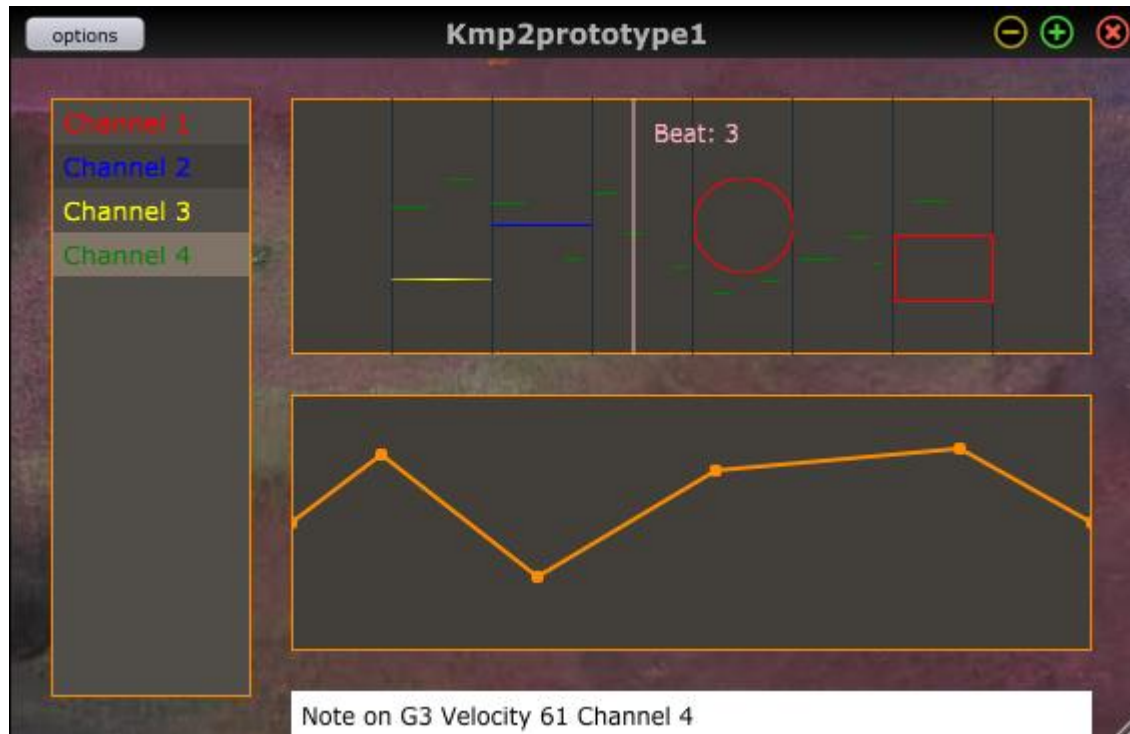 options
Kmp2prototype1
Channel 1
Channel 2
Channel 3
Channel 4
Beat: 3
Note on G3 Velocity 61 Channel 4